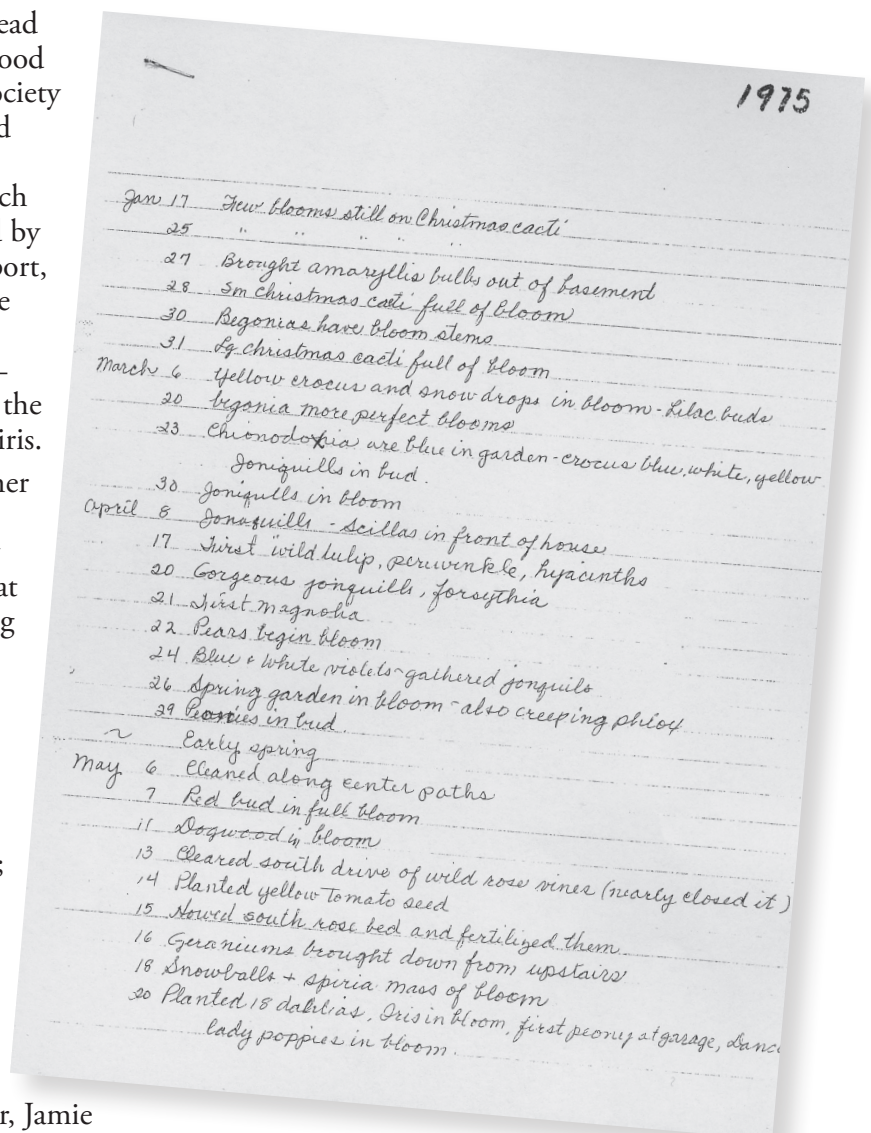 ead
ood
ociety
d
ch
l by
port,
e
–
the
iris.
her
at
g
;
r, Jamie
1975
Jan 17 Few blooms still on Christmas cacti
25 " " " " "
27 Brought amaryllis bulbs out of basement
28 Sm Christmas cacti full of bloom
30 Begonias have bloom stems
31 Lg Christmas cacti full of bloom
March 6 Yellow crocus and snow drops in bloom - Lilac buds
20 begonia more perfect blooms
23 Chionodoxia are blue in garden - crocus blue, white, yellow
Joniquills in bud.
30 Joniqulls in bloom
April 8 Jonaquills - scillas in front of house
17 First wild tulip, periwinkle, hyacinths
20 Gorgeous jonquills, forsythia
21 First magnolia
22 Pears begin bloom
24 Blue + White violets - gathered jonquils
26 Spring garden in bloom - also creeping phlox
29 Peonies in bud.
~ Early spring
May 6 Cleaned along center paths
7 Red bud in full bloom
11 Dogwood in bloom
13 Cleared south drive of wild rose vines (nearly closed it)
14 Planted yellow Tomato seed
15 Howed south rose bed and fertilized them
16 Geraniums brought down from upstairs
18 Snowballs + spiria mass of bloom
20 Planted 18 dahlias, Iris in bloom, first peony at garage, Danc
lady poppies in bloom.